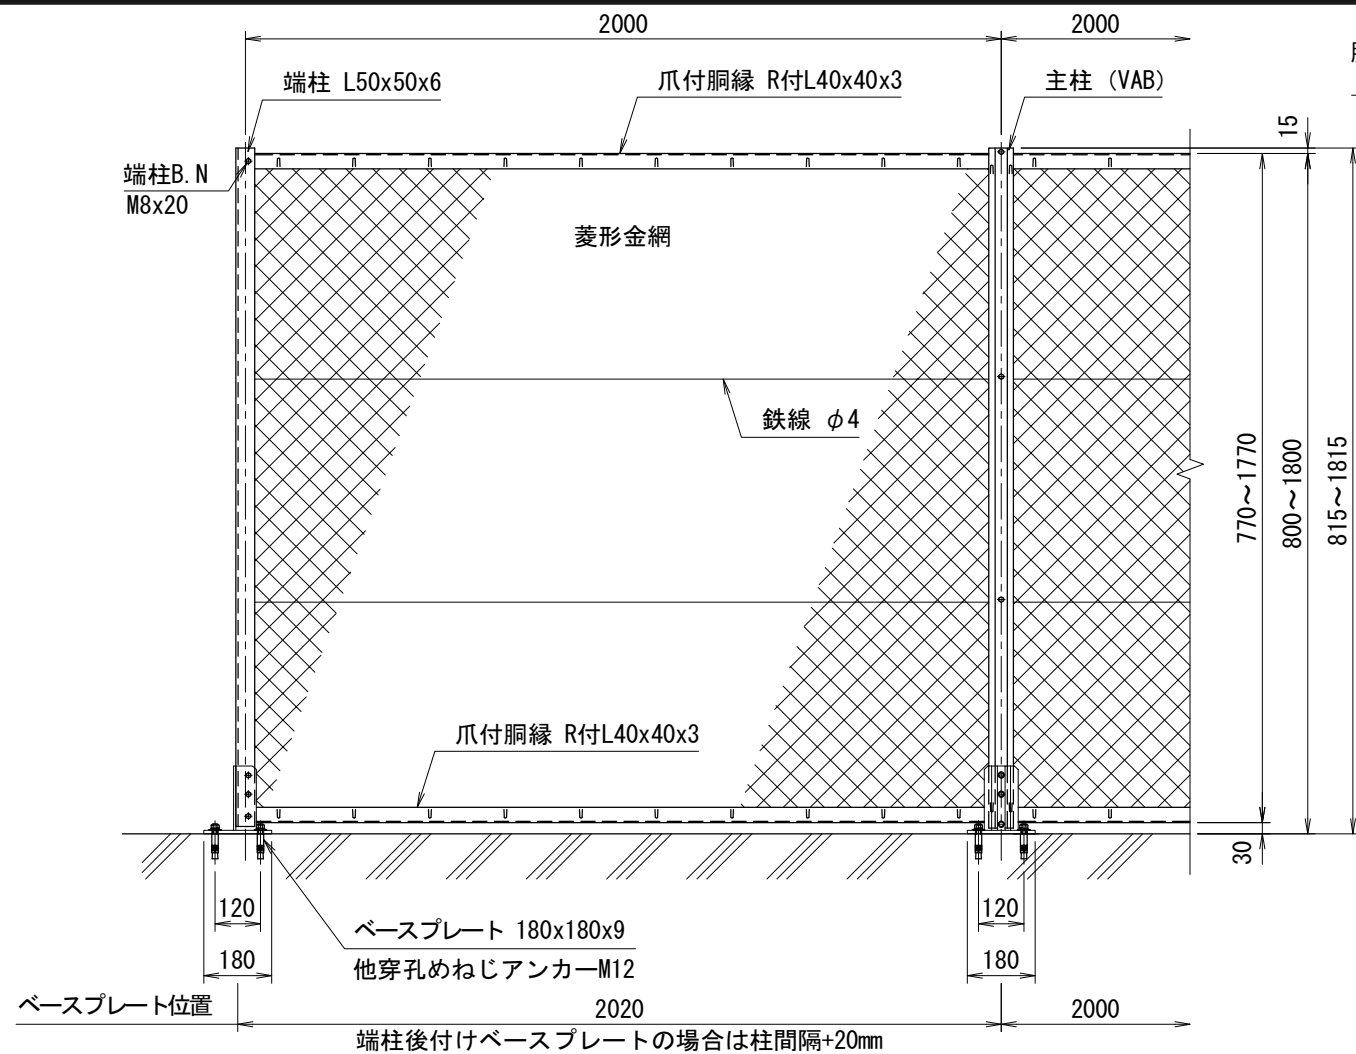 2000
2000
端柱 L50x50x6
爪付胴縁 R付L40x40x3
主柱 (VAB)
15
端柱B.N
M8x20
菱形金網
鉄線 φ4
770～1770
800～1800
815～1815
爪付胴縁 R付L40x40x3
30
120
120
ベースプレート 180x180x9
180
180
他穿孔めねじアンカーM12
ベースプレート位置
2020
2000
端柱後付けベースプレートの場合は柱間隔+20mm